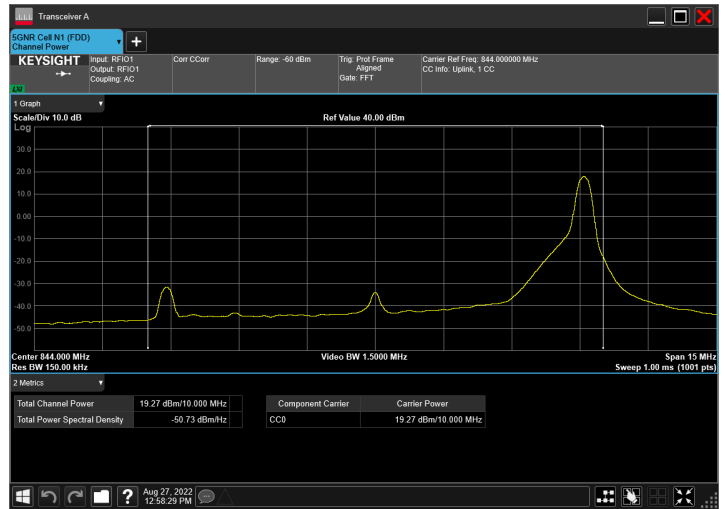 Transceiver A
5GNR Cell N1 (FDD)
Channel Power
KEYSIGHT
LXI
Input: RFIO1
Output: RFIO1
Coupling: AC
Corr CCorr
Range: -60 dBm
Trig: Prot Frame
Aligned
Gate: FFT
Carrier Ref Freq: 844.000000 MHz
CC Info: Uplink, 1 CC
1 Graph
Scale/Div 10.0 dB
Ref Value 40.00 dBm
Log
30.0
20.0
10.0
0.00
-10.0
-20.0
-30.0
-40.0
-50.0
Center 844.000 MHz
Video BW 1.5000 MHz
Span 15 MHz
Res BW 150.00 kHz
Sweep 1.00 ms (1001 pts)
2 Metrics
Total Channel Power 19.27 dBm/10.000 MHz
Total Power Spectral Density -50.73 dBm/Hz
Component Carrier Carrier Power
CC0 19.27 dBm/10.000 MHz
Aug 27, 2022
12:58:29 PM